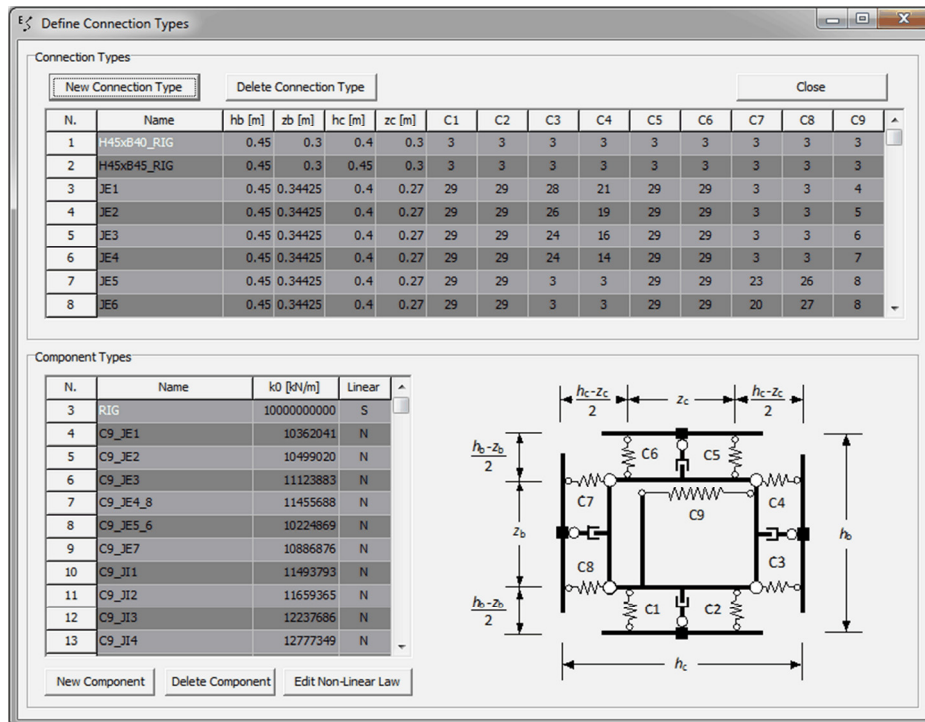 Define Connection Types
Connection Types
New Connection Type Delete Connection Type Close
N. Name hb [m] zb [m] hc [m] zc [m] C1 C2 C3 C4 C5 C6 C7 C8 C9
1 H45xB40_RIG 0.45 0.3 0.4 0.3 3 3 3 3 3 3 3 3 3
2 H45xB45_RIG 0.45 0.3 0.45 0.3 3 3 3 3 3 3 3 3 3
3 JE1 0.45 0.34425 0.4 0.27 29 29 28 21 29 29 3 3 4
4 JE2 0.45 0.34425 0.4 0.27 29 29 26 19 29 29 3 3 5
5 JE3 0.45 0.34425 0.4 0.27 29 29 24 16 29 29 3 3 6
6 JE4 0.45 0.34425 0.4 0.27 29 29 24 14 29 29 3 3 7
7 JE5 0.45 0.34425 0.4 0.27 29 29 3 3 29 29 23 26 8
8 JE6 0.45 0.34425 0.4 0.27 29 29 3 3 29 29 20 27 8
Component Types
N. Name k0 [kN/m] Linear
3 RIG 10000000000 S
4 C9_JE1 10362041 N
5 C9_JE2 10499020 N
6 C9_JE3 11123883 N
7 C9_JE4_8 11455688 N
8 C9_JE5_6 10224869 N
9 C9_JE7 10886876 N
10 C9_JI1 11493793 N
11 C9_JI2 11659365 N
12 C9_JI3 12237686 N
13 C9_JI4 12777349 N
New Component Delete Component Edit Non-Linear Law
hc-zc
2
zc
hc-zc
2
hb-zb
2
C6 C5
C7 C4
C9
zb
hb
C8 C3
hb-zb
2
C1 C2
hc